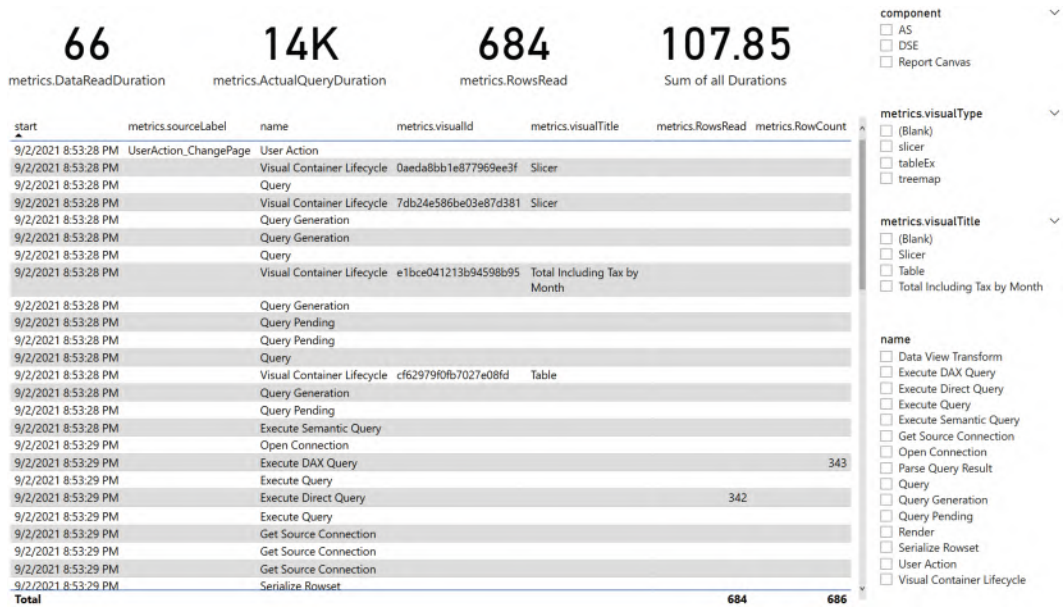 66
metrics.DataReadDuration
14K
metrics.ActualQueryDuration
684
metrics.RowsRead
107.85
Sum of all Durations
start metrics.sourceLabel name metrics.visualId metrics.visualTitle metrics.RowsRead metrics.RowCount
9/2/2021 8:53:28 PM UserAction_ChangePage User Action
9/2/2021 8:53:28 PM Visual Container Lifecycle 0aeda8bb1e877969ee3f Slicer
9/2/2021 8:53:28 PM Query
9/2/2021 8:53:28 PM Visual Container Lifecycle 7db24e586be03e87d381 Slicer
9/2/2021 8:53:28 PM Query Generation
9/2/2021 8:53:28 PM Query Generation
9/2/2021 8:53:28 PM Query
9/2/2021 8:53:28 PM Visual Container Lifecycle e1bce041213b94598b95 Total Including Tax by
Month
9/2/2021 8:53:28 PM Query Generation
9/2/2021 8:53:28 PM Query Pending
9/2/2021 8:53:28 PM Query Pending
9/2/2021 8:53:28 PM Query
9/2/2021 8:53:28 PM Visual Container Lifecycle cf62979f0fb7027e08fd Table
9/2/2021 8:53:28 PM Query Generation
9/2/2021 8:53:28 PM Query Pending
9/2/2021 8:53:28 PM Execute Semantic Query
9/2/2021 8:53:29 PM Open Connection
9/2/2021 8:53:29 PM Execute DAX Query 343
9/2/2021 8:53:29 PM Execute Query
9/2/2021 8:53:29 PM Execute Direct Query 342
9/2/2021 8:53:29 PM Execute Query
9/2/2021 8:53:29 PM Get Source Connection
9/2/2021 8:53:29 PM Get Source Connection
9/2/2021 8:53:29 PM Get Source Connection
9/2/2021 8:53:29 PM Serialize Rowset
Total 684 686
component
AS
DSE
Report Canvas
metrics.visualType
(Blank)
slicer
tableEx
treemap
metrics.visualTitle
(Blank)
Slicer
Table
Total Including Tax by Month
name
Data View Transform
Execute DAX Query
Execute Direct Query
Execute Query
Execute Semantic Query
Get Source Connection
Open Connection
Parse Query Result
Query
Query Generation
Query Pending
Render
Serialize Rowset
User Action
Visual Container Lifecycle